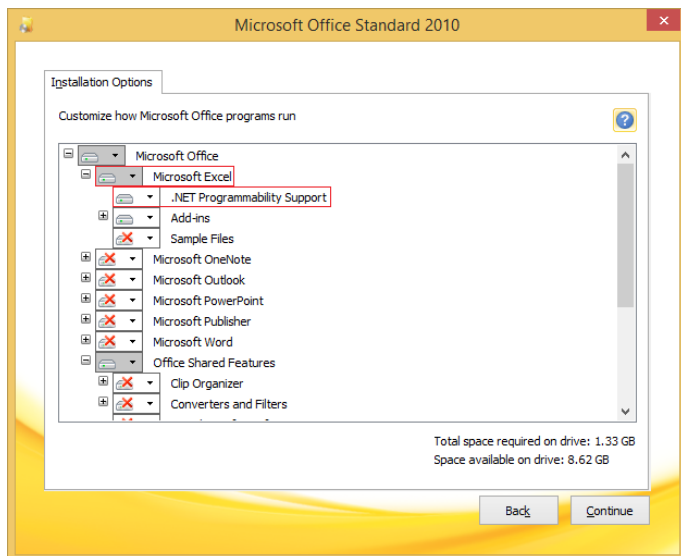 Microsoft Office Standard 2010
Installation Options
Customize how Microsoft Office programs run
Microsoft Office
Microsoft Excel
.NET Programmability Support
Add-ins
Sample Files
Microsoft OneNote
Microsoft Outlook
Microsoft PowerPoint
Microsoft Publisher
Microsoft Word
Office Shared Features
Clip Organizer
Converters and Filters
Total space required on drive: 1.33 GB
Space available on drive: 8.62 GB
Back
Continue